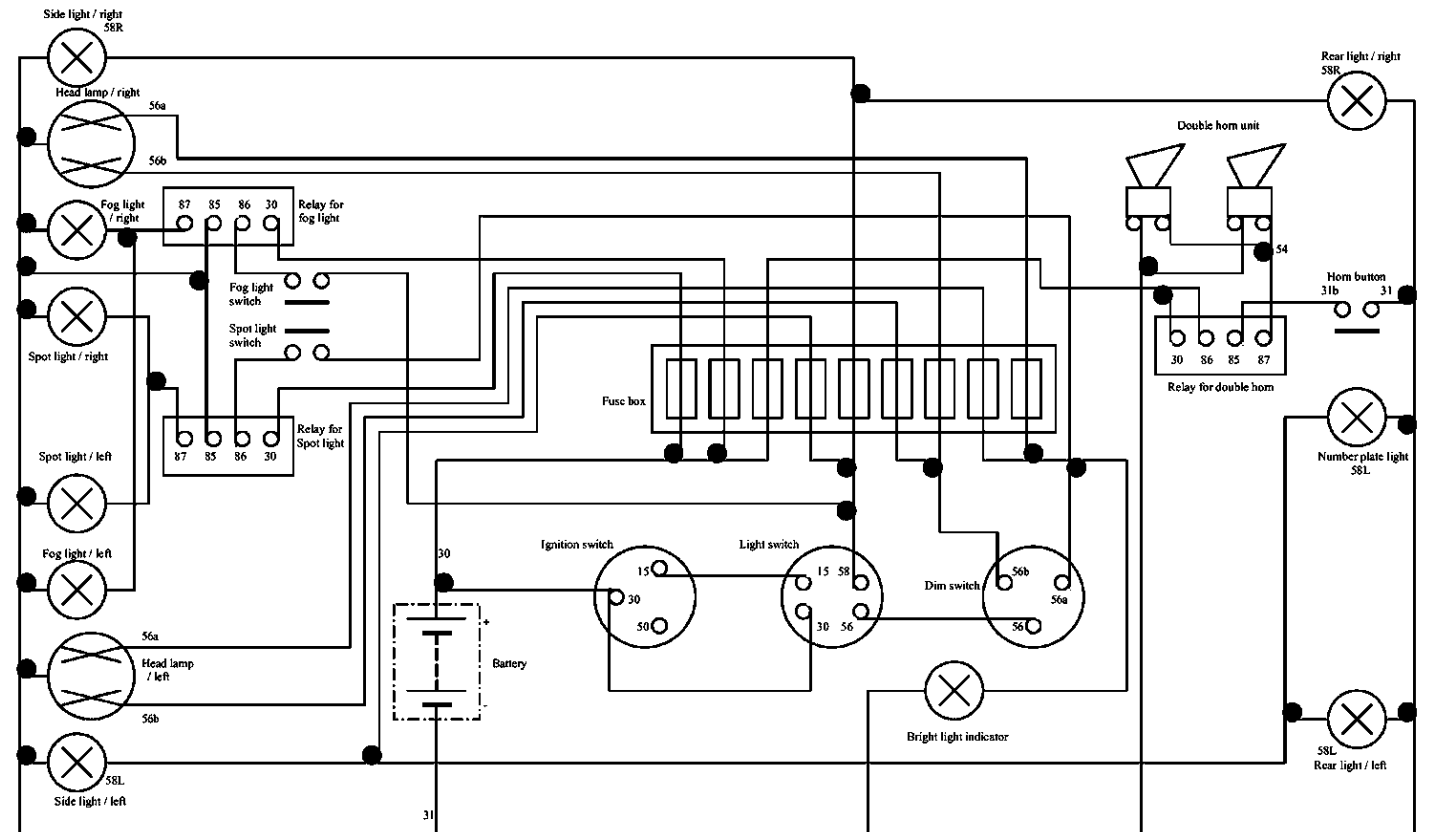 Side light / right
58R
Head lamp / right
56a
56b
Fog light
/ right
87 85 86 30
Relay for
fog light
Fog light
switch
Spot light
switch
Spot light / right
Relay for
Spot light
87 85 86 30
Spot light / left
Fog light / left
56a
Head lamp
/ left
56b
58L
Side light / left
Fuse box
30
+
Battery
-
31
Ignition switch
15
30
50
Light switch
15 58
30 56
Dim switch
56b
56a
56
Bright light indicator
Rear light / right
58R
Double horn unit
54
Horn button
31b 31
30 86 85 87
Relay for double horn
Number plate light
58L
58L
Rear light / left